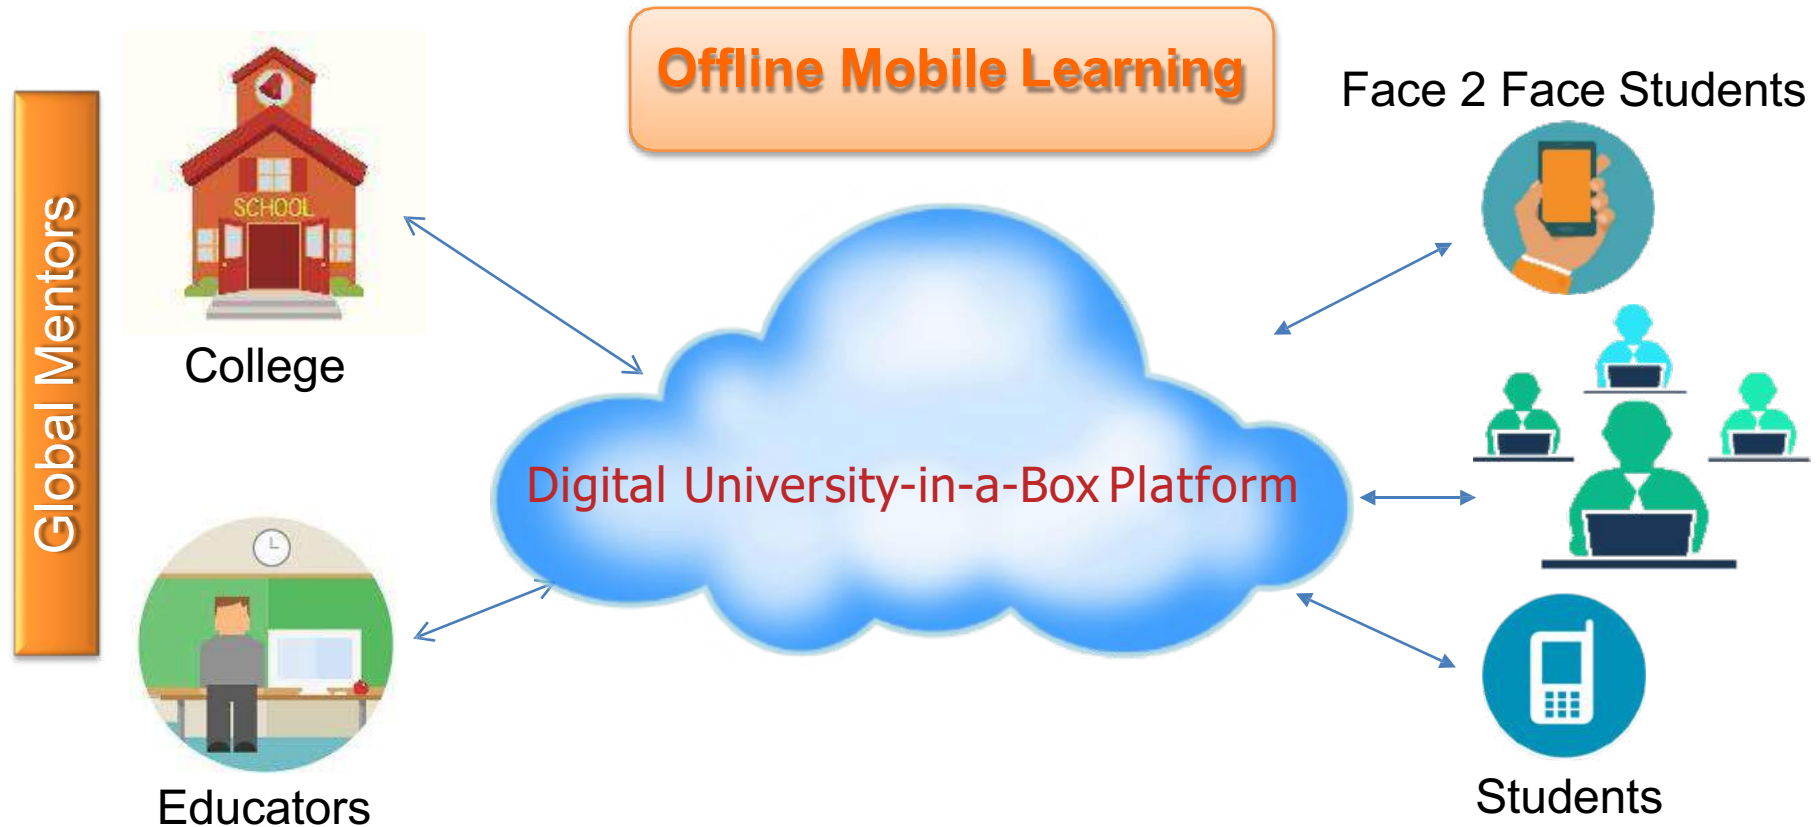 Offline Mobile Learning
Face 2 Face Students
Global Mentors
SCHOOL
College
Digital University-in-a-Box Platform
Educators
Students